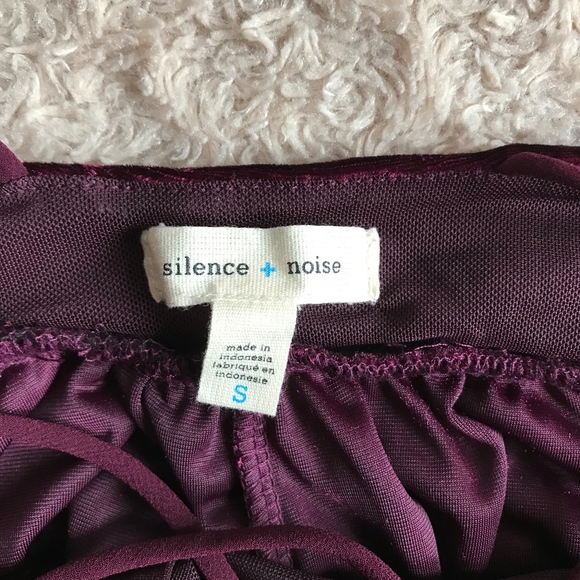 silence + noise
made in
indonesia
fabriqué en
indonesie
S